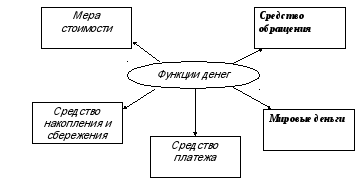 Мера
стоимости
Средство
обращения
Функции денег
Средство
накопления и
сбережения
Средство
платежа
Мировые деньги